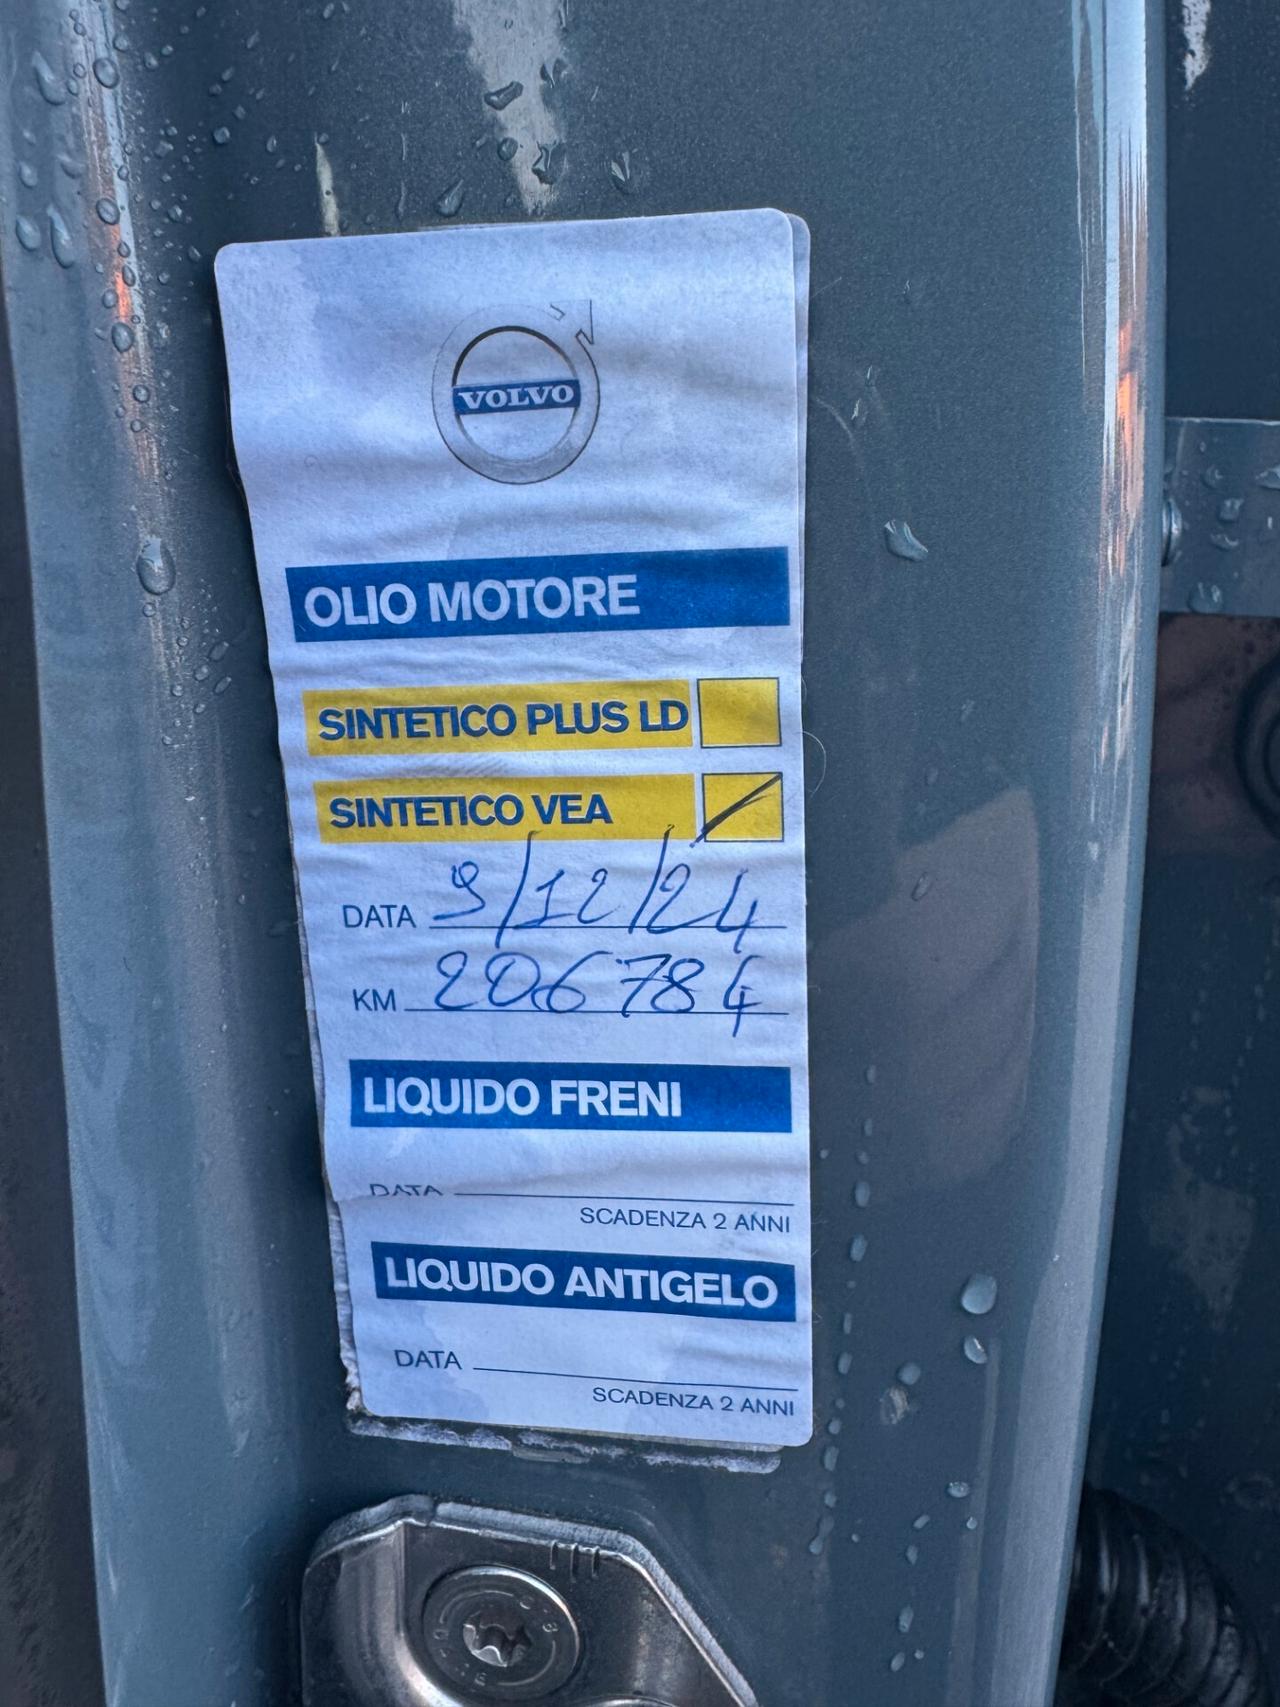 VOLVO
OLIO MOTORE
SINTETICO PLUS LD
SINTETICO VEA
DATA 9/12/24
KM 206784
LIQUIDO FRENI
DATA
SCADENZA 2 ANNI
LIQUIDO ANTIGELO
DATA
SCADENZA 2 ANNI